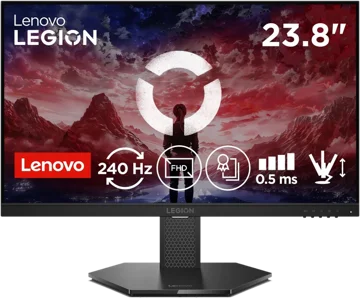 Lenovo
LEGION
23.8"
Lenovo
240 Hz
FHD
0.5 ms
LEGION